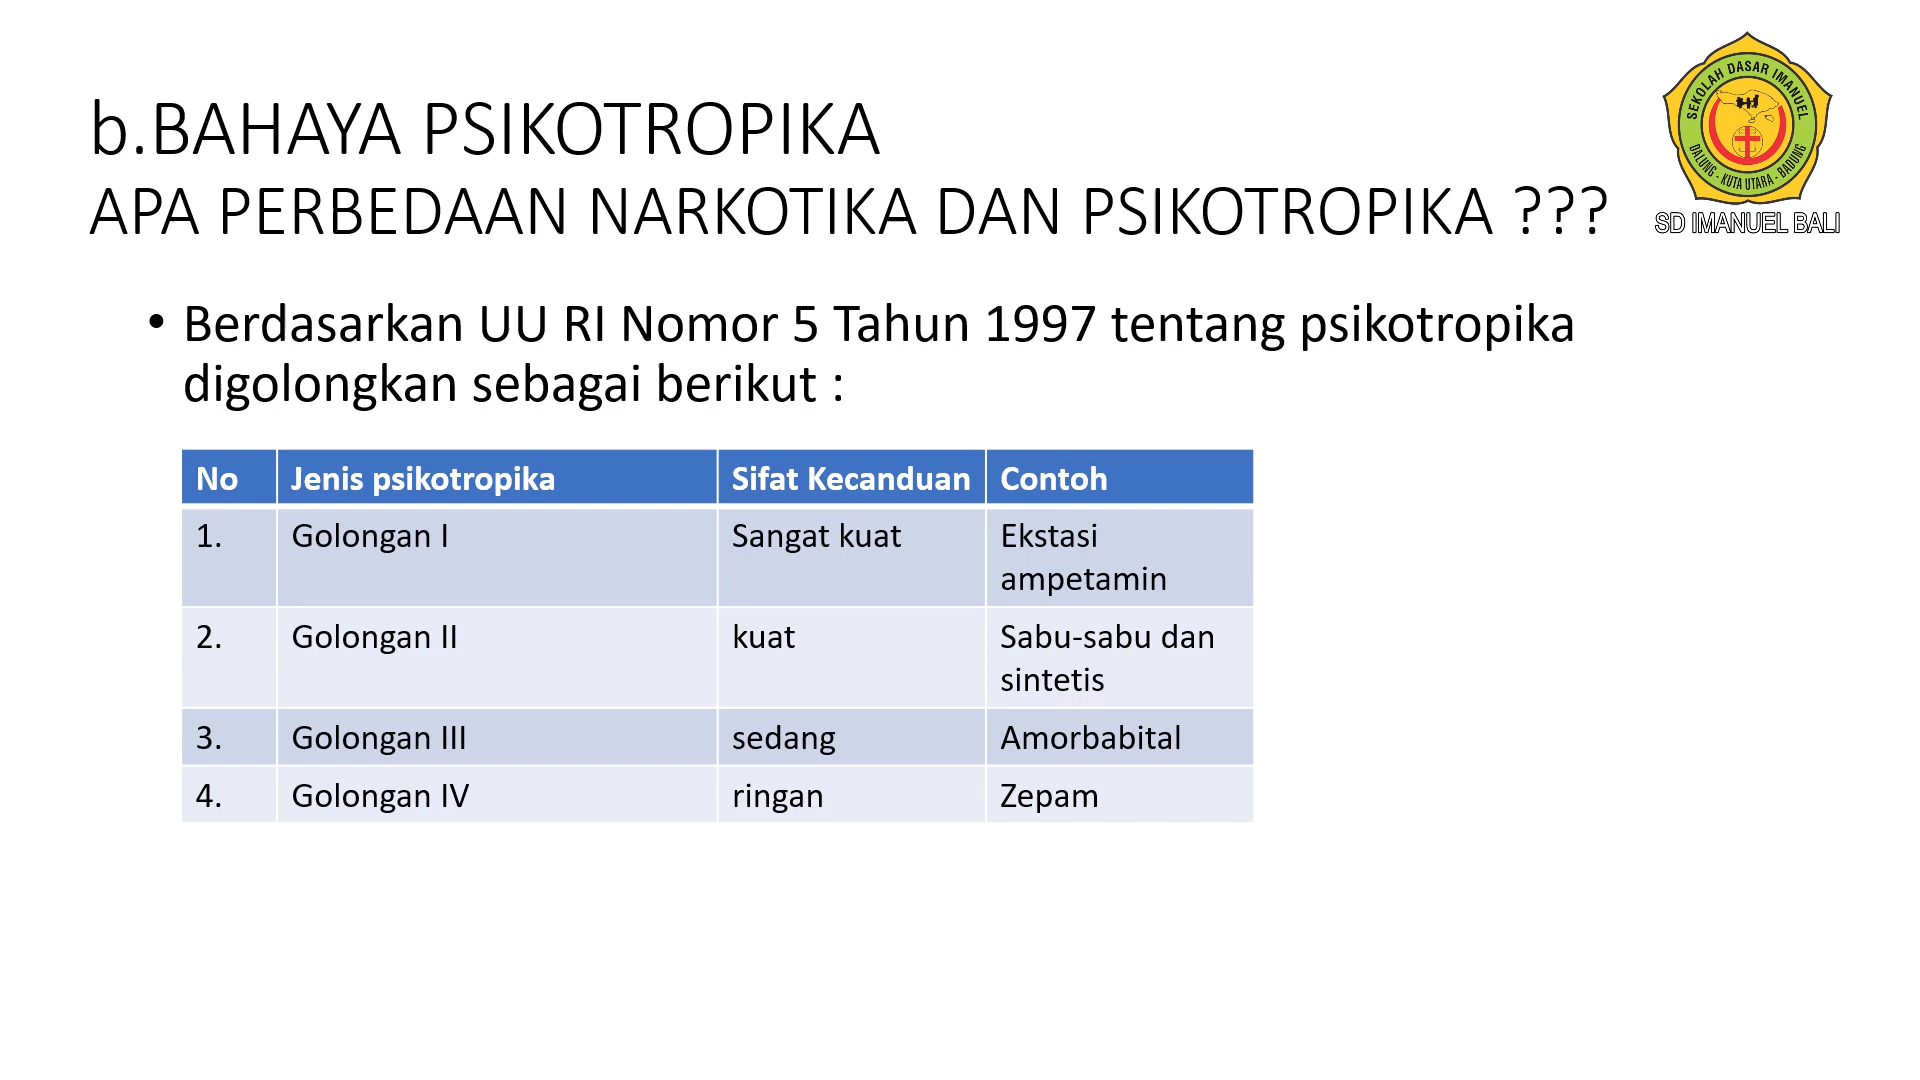 b.BAHAYA PSIKOTROPIKA
APA PERBEDAAN NARKOTIKA DAN PSIKOTROPIKA ???
SEKOLAH DASAR IMANUEL
DALUNG - KUTA UTARA - BADUNG
SD IMANUEL BALI
• Berdasarkan UU RI Nomor 5 Tahun 1997 tentang psikotropika
digolongkan sebagai berikut :
No Jenis psikotropika Sifat Kecanduan Contoh
1. Golongan I Sangat kuat Ekstasi
ampetamin
2. Golongan II kuat Sabu-sabu dan
sintetis
3. Golongan III sedang Amorbabital
4. Golongan IV ringan Zepam